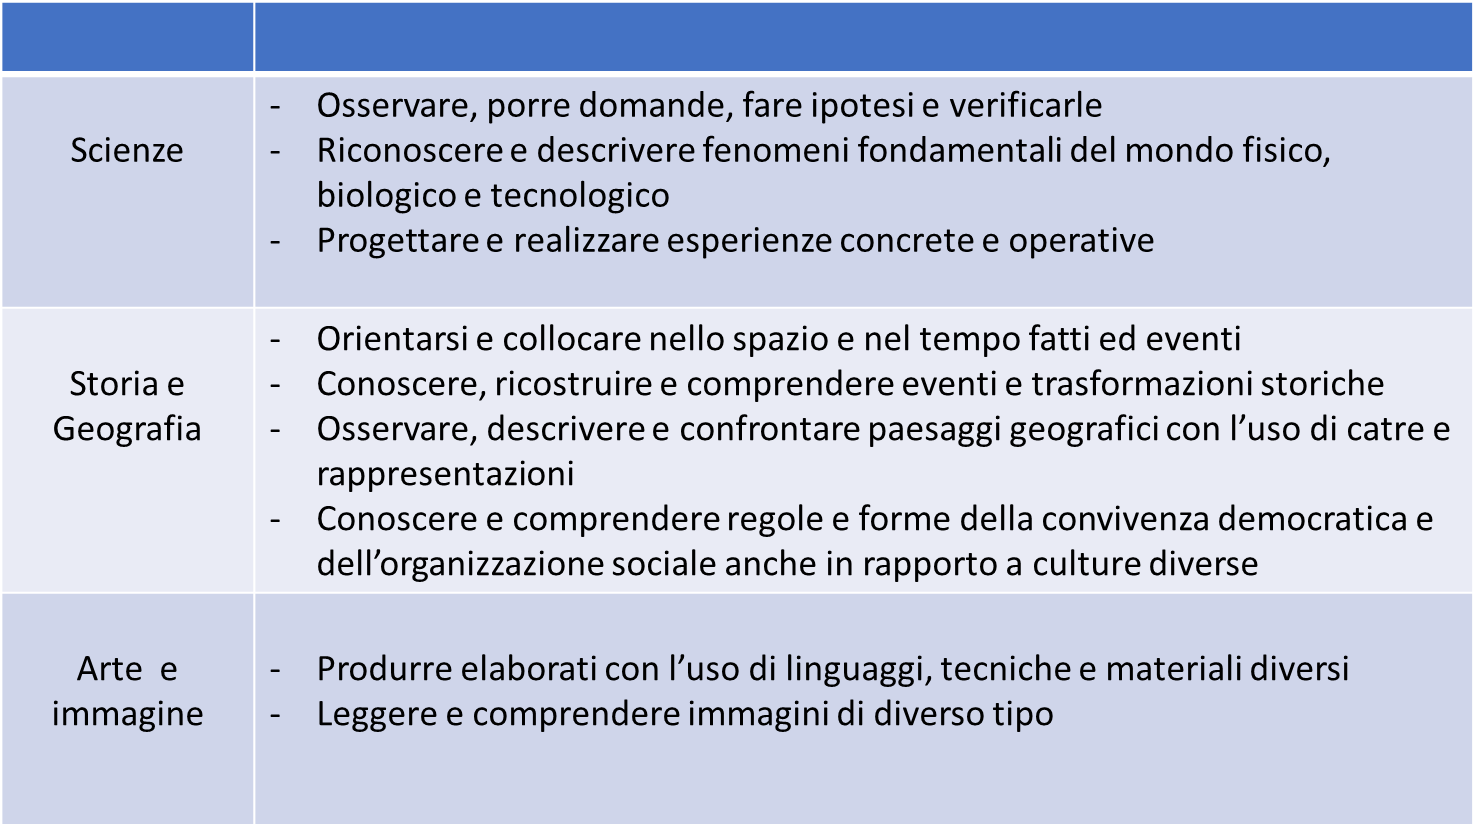 Scienze
- Osservare, porre domande, fare ipotesi e verificarle
- Riconoscere e descrivere fenomeni fondamentali del mondo fisico,
biologico e tecnologico
- Progettare e realizzare esperienze concrete e operative
Storia e
Geografia
- Orientarsi e collocare nello spazio e nel tempo fatti ed eventi
- Conoscere, ricostruire e comprendere eventi e trasformazioni storiche
- Osservare, descrivere e confrontare paesaggi geografici con l’uso di catre e
rappresentazioni
- Conoscere e comprendere regole e forme della convivenza democratica e
dell’organizzazione sociale anche in rapporto a culture diverse
Arte e
immagine
- Produrre elaborati con l’uso di linguaggi, tecniche e materiali diversi
- Leggere e comprendere immagini di diverso tipo